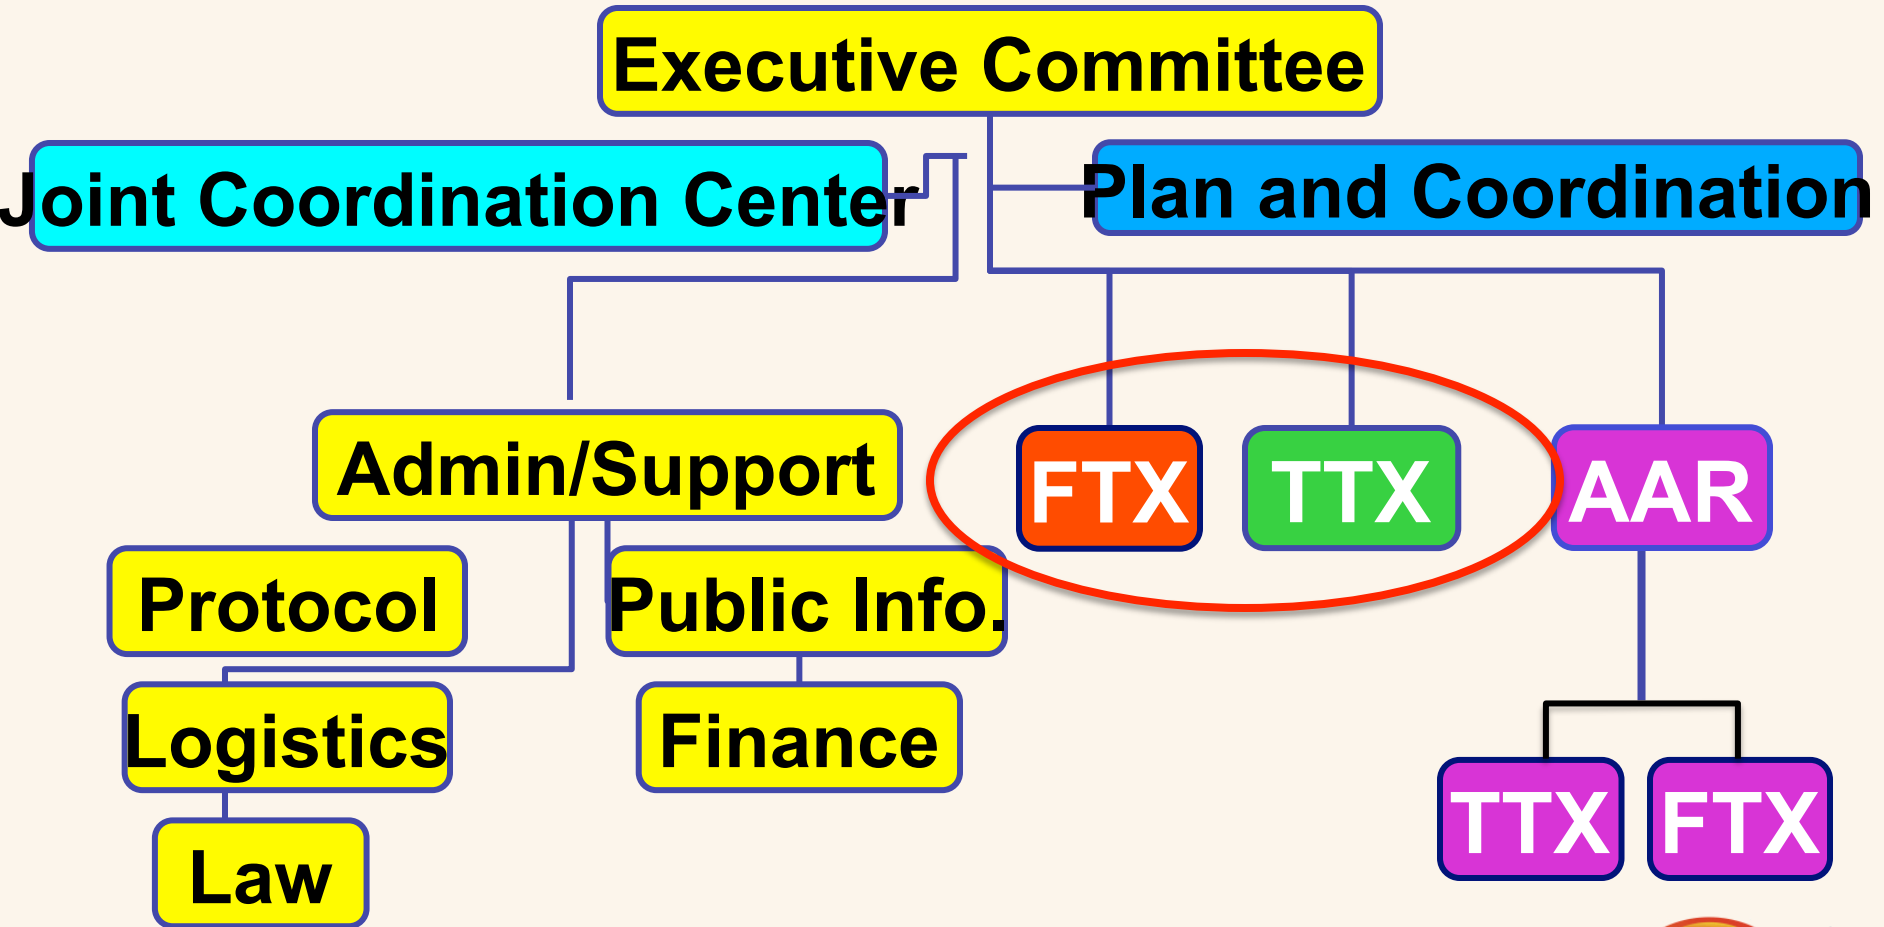 Executive Committee
Joint Coordination Center
Plan and Coordination
Admin/Support
FTX
TTX
AAR
Protocol
Public Info.
Logistics
Finance
Law
TTX
FTX